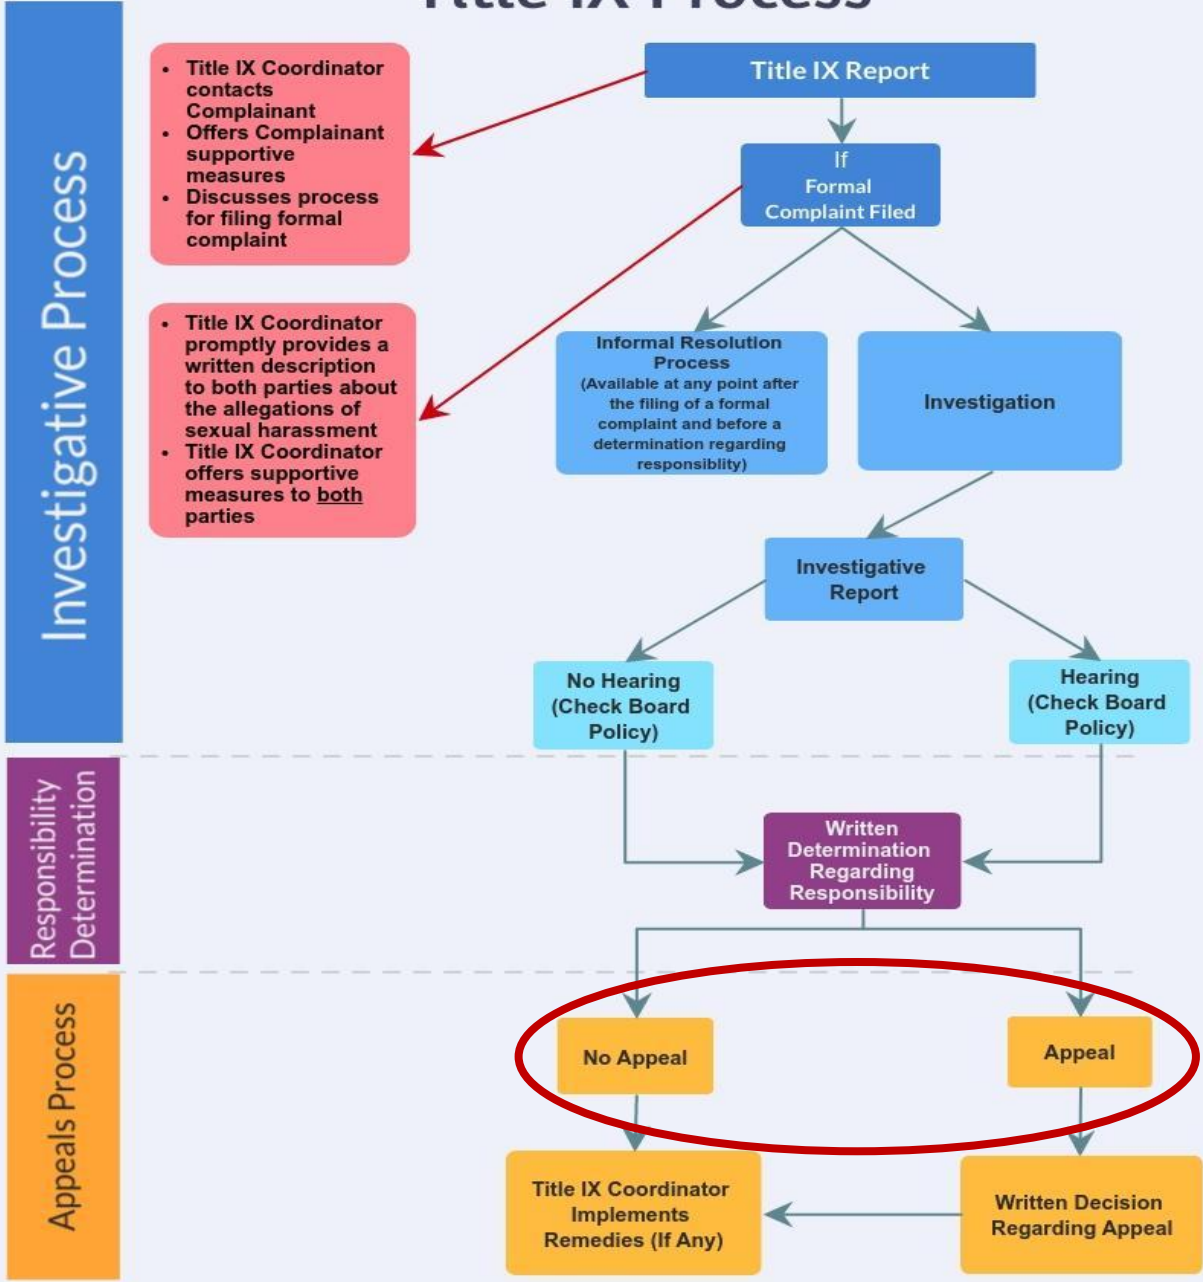 Title IX Process
Investigative Process
• Title IX Coordinator
contacts
Complainant
• Offers Complainant
supportive
measures
• Discusses process
for filing formal
complaint
Title IX Report
If
Formal
Complaint Filed
• Title IX Coordinator
promptly provides a
written description
to both parties about
the allegations of
sexual harassment
• Title IX Coordinator
offers supportive
measures to both
parties
Informal Resolution
Process
(Available at any point after
the filing of a formal
complaint and before a
determination regarding
responsiblity)
Investigation
Investigative
Report
No Hearing
(Check Board
Policy)
Hearing
(Check Board
Policy)
Responsibility
Determination
Written
Determination
Regarding
Responsibility
Appeals Process
No Appeal
Appeal
Title IX Coordinator
Implements
Remedies (If Any)
Written Decision
Regarding Appeal